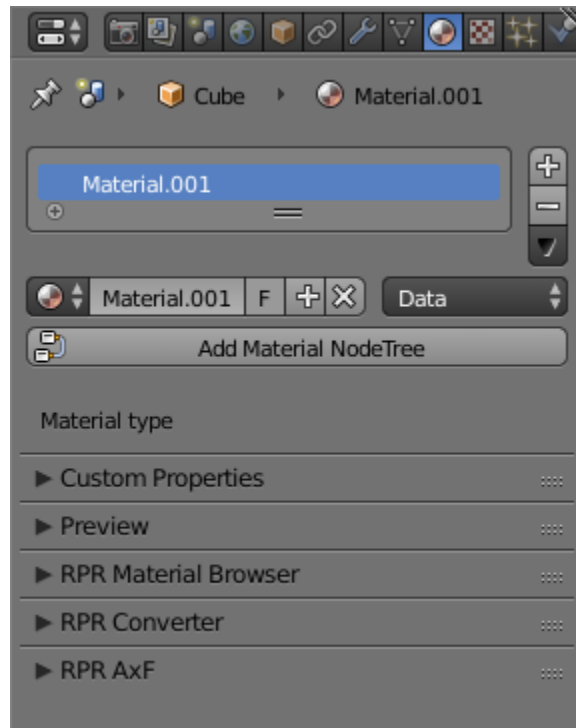 Cube Material.001
Material.001
Material.001 F Data
Add Material NodeTree
Material type
Custom Properties
Preview
RPR Material Browser
RPR Converter
RPR AxF